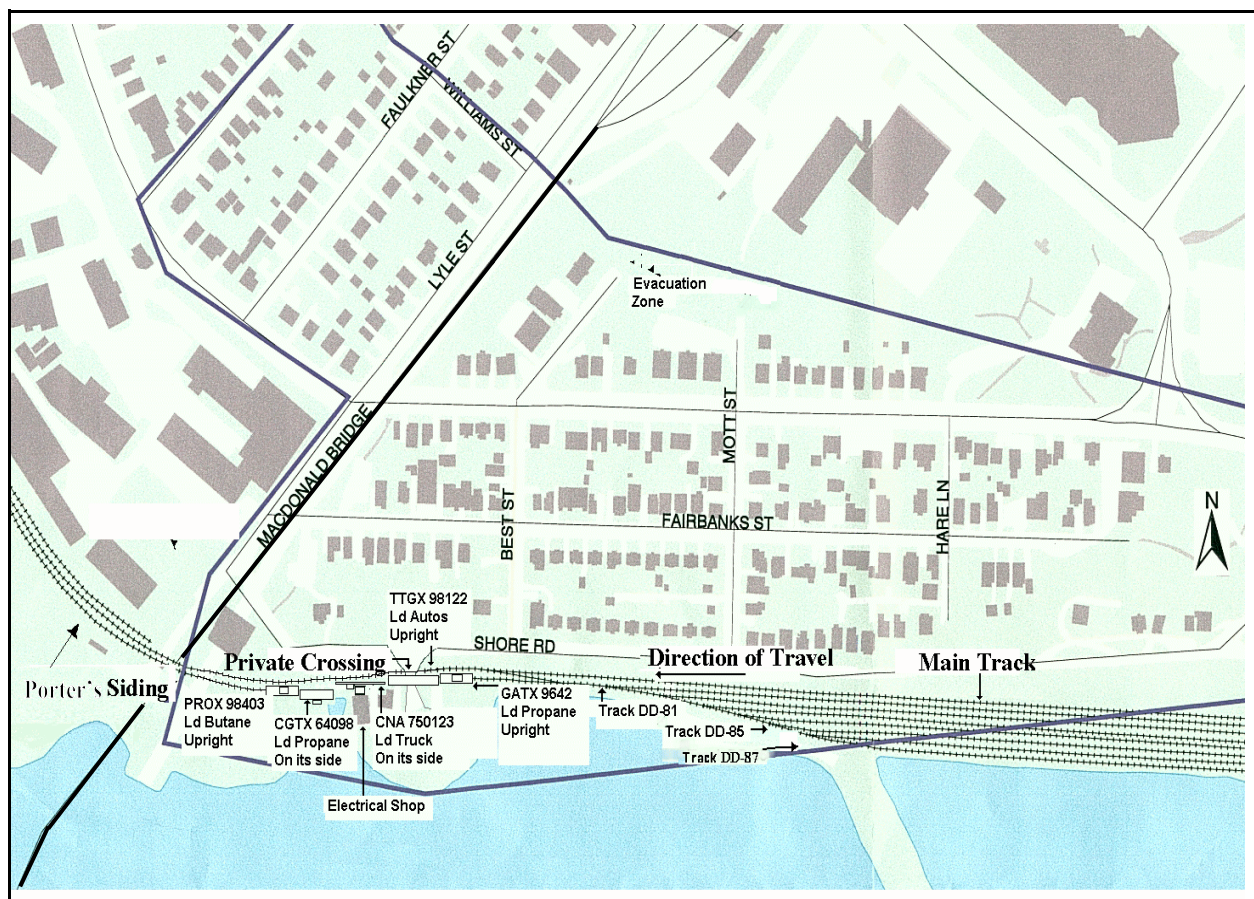 FAULKNER ST
WILLIAMS ST
LYLE ST
Evacuation
Zone
MACDONALD BRIDGE
MOTT ST
BEST ST
FAIRBANKS ST
HARE LN
N
TTGX 98122
Ld Autos
Upright
SHORE RD
Private Crossing
Direction of Travel
Main Track
Porter's Siding
PROX 98403
Ld Butane
Upright
CGTX 64098
Ld Propane
On its side
CNA 750123
Ld Truck
On its side
GATX 9642
Ld Propane
Upright
Track DD-81
Track DD-85
Track DD-87
Electrical Shop